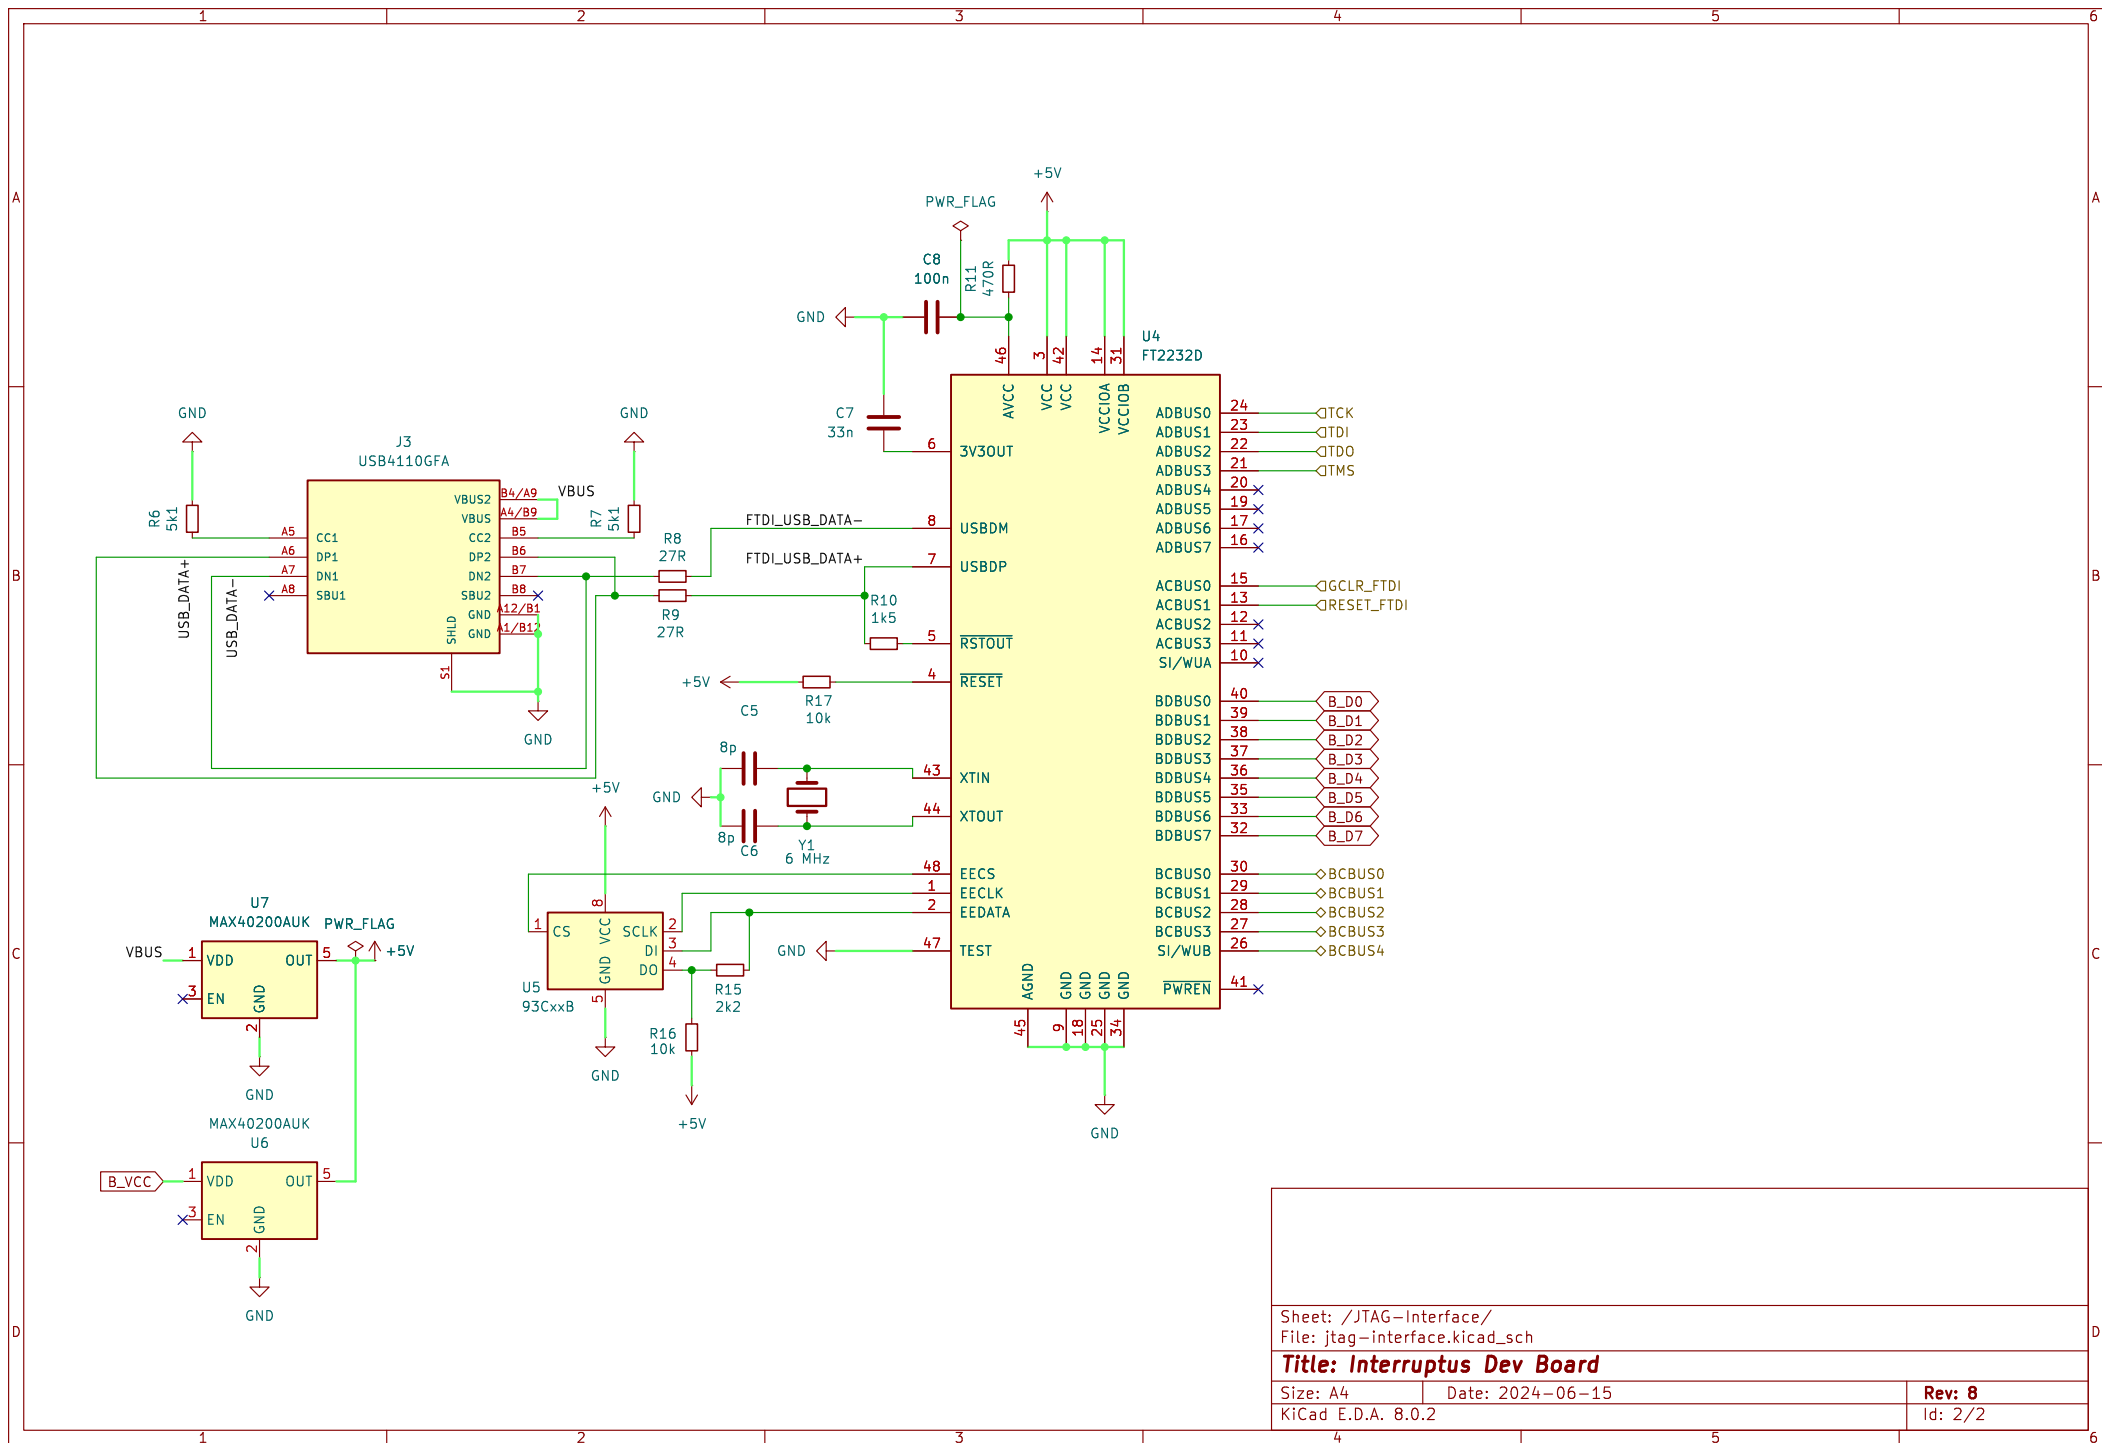 1 2 3 4 5 6
A A
+5V
PWR_FLAG
C8
100n
R11
470R
GND
U4
FT2232D
46 3 42 14 31
AVCC VCC VCC VCCIOA VCCIOB
C7
33n
6 3V3OUT
8 USBDM
7 USBDP
5 RSTOUT
4 RESET
43 XTIN
44 XTOUT
48 EECS
1 EECLK
2 EEDATA
47 TEST
AGND GND GND GND GND
45 9 18 25 34
GND
ADBUS0 24 TCK
ADBUS1 23 TDI
ADBUS2 22 TDO
ADBUS3 21 TMS
ADBUS4 20
ADBUS5 19
ADBUS6 17
ADBUS7 16
ACBUS0 15 GCLR_FTDI
ACBUS1 13 RESET_FTDI
ACBUS2 12
ACBUS3 11
SI/WUA 10
BDBUS0 40 B_D0
BDBUS1 39 B_D1
BDBUS2 38 B_D2
BDBUS3 37 B_D3
BDBUS4 36 B_D4
BDBUS5 35 B_D5
BDBUS6 33 B_D6
BDBUS7 32 B_D7
BCBUS0 30 BCBUS0
BCBUS1 29 BCBUS1
BCBUS2 28 BCBUS2
BCBUS3 27 BCBUS3
SI/WUB 26 BCBUS4
PWREN 41
B B
GND
R6
5k1
J3
USB4110GFA
GND
R7
5k1
A5 CC1
A6 DP1
A7 DN1
A8 SBU1
VBUS2 B4/A9
VBUS A4/B9
CC2 B5
DP2 B6
DN2 B7
SBU2 B8
GND A12/B1
GND A1/B12
SHLD
S1
VBUS
GND
USB_DATA+
USB_DATA-
R8
27R
R9
27R
FTDI_USB_DATA-
FTDI_USB_DATA+
R10
1k5
+5V
R17
10k
C5
8p
GND
8p
C6
Y1
6 MHz
+5V
8
1 CS VCC SCLK 2
DI 3
GND DO 4
5
U5
93CxxB
GND
R15
2k2
R16
10k
+5V
GND
C C
U7
MAX40200AUK
PWR_FLAG
+5V
VBUS
1 VDD OUT 5
3 EN GND
2
GND
MAX40200AUK
U6
B_VCC
1 VDD OUT 5
3 EN GND
2
GND
D D
Sheet: /JTAG-Interface/
File: jtag-interface.kicad_sch
Title: Interruptus Dev Board
Size: A4 Date: 2024-06-15 Rev: 8
KiCad E.D.A. 8.0.2 Id: 2/2
1 2 3 4 5 6